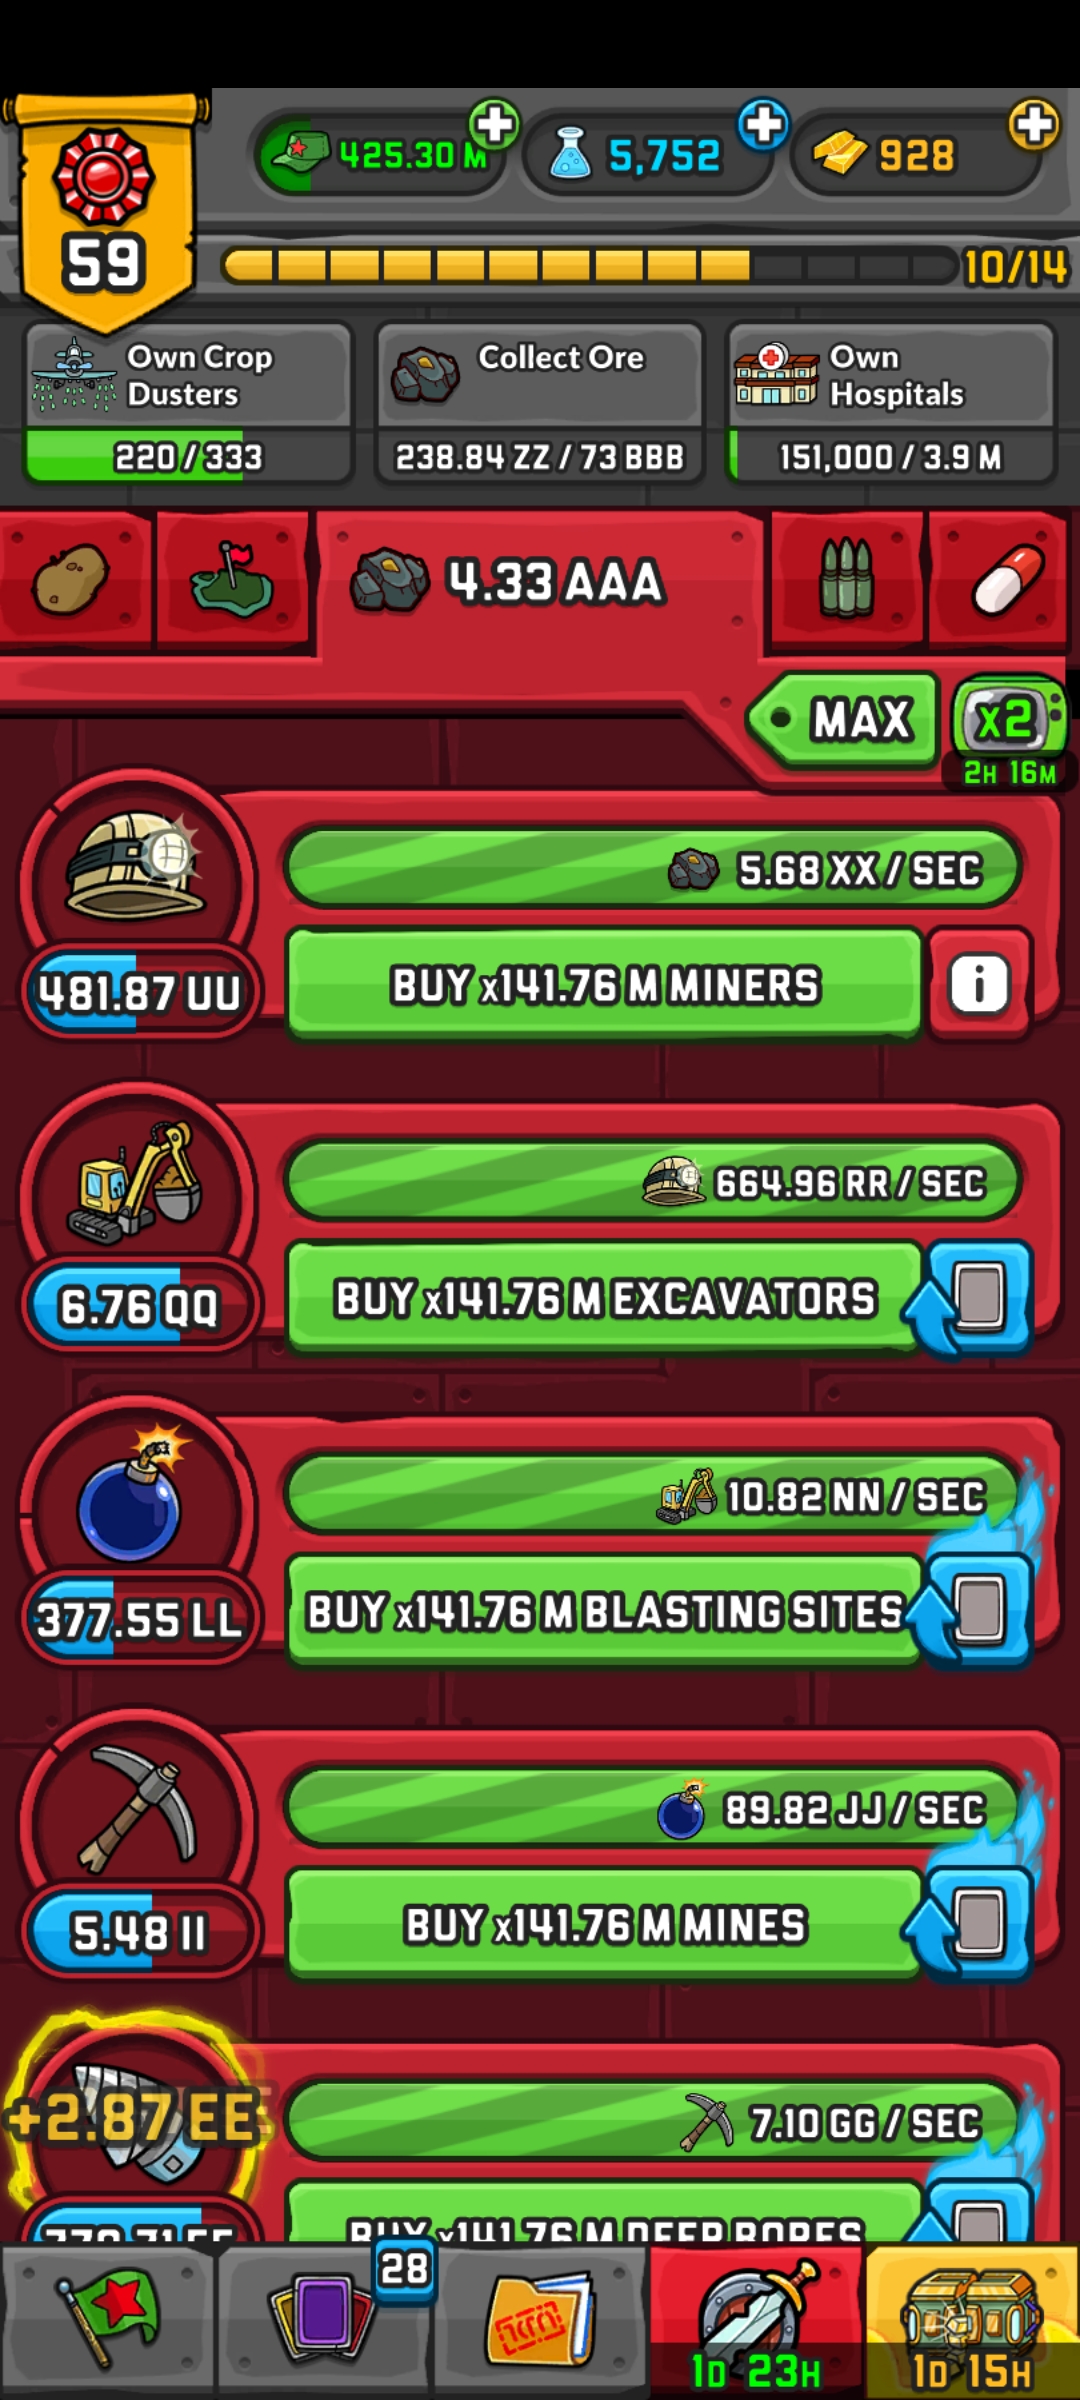 425.30 M
5,752
928
59
10/14
Own Crop
Dusters
220/333
Collect Ore
238.84 ZZ/73 BBB
Own
Hospitals
151,000/3.9 M
4.33 AAA
MAX
x2
2H 16M
5.68 XX/SEC
481.87 UU
BUY x141.76 M MINERS
i
664.96 RR/SEC
6.76 QQ
BUY x141.76 M EXCAVATORS
10.82 NN/SEC
377.55 LL
BUY x141.76 M BLASTING SITES
89.82 JJ/SEC
5.48 II
BUY x141.76 M MINES
+2.87 EE
7.10 GG/SEC
BUY x141.76 M DEEP BORES
28
1D 23H
1D 15H